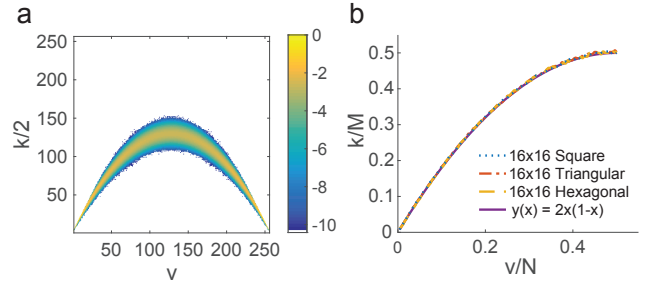 a
250
200
150
100
50
k/2
50 100 150 200 250
v
0
-2
-4
-6
-8
-10
b
0.5
0.4
0.3
0.2
0.1
0
k/M
16x16 Square
16x16 Triangular
16x16 Hexagonal
y(x) = 2x(1-x)
0 0.2 0.4
v/N